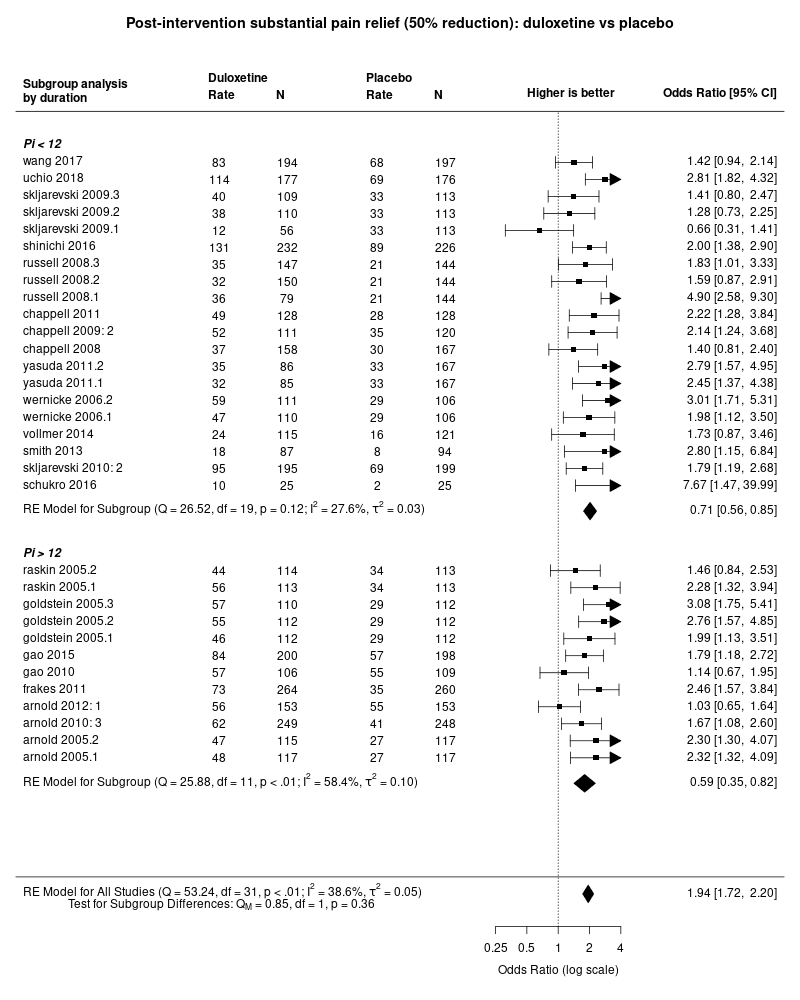 Post-intervention substantial pain relief (50% reduction): duloxetine vs placebo
Subgroup analysis by duration Duloxetine Placebo
Rate N Rate N Higher is better Odds Ratio [95% CI]
Pi < 12
wang 2017 83 194 68 197 1.42 [0.94, 2.14]
uchio 2018 114 177 69 176 2.81 [1.82, 4.32]
skljarevski 2009.3 40 109 33 113 1.41 [0.80, 2.47]
skljarevski 2009.2 38 110 33 113 1.28 [0.73, 2.25]
skljarevski 2009.1 12 56 33 113 0.66 [0.31, 1.41]
shinichi 2016 131 232 89 226 2.00 [1.38, 2.90]
russell 2008.3 35 147 21 144 1.83 [1.01, 3.33]
russell 2008.2 32 150 21 144 1.59 [0.87, 2.91]
russell 2008.1 36 79 21 144 4.90 [2.58, 9.30]
chappell 2011 49 128 28 128 2.22 [1.28, 3.84]
chappell 2009: 2 52 111 35 120 2.14 [1.24, 3.68]
chappell 2008 37 158 30 167 1.40 [0.81, 2.40]
yasuda 2011.2 35 86 33 167 2.79 [1.57, 4.95]
yasuda 2011.1 32 85 33 167 2.45 [1.37, 4.38]
wernicke 2006.2 59 111 29 106 3.01 [1.71, 5.31]
wernicke 2006.1 47 110 29 106 1.98 [1.12, 3.50]
vollmer 2014 24 115 16 121 1.73 [0.87, 3.46]
smith 2013 18 87 8 94 2.80 [1.15, 6.84]
skljarevski 2010: 2 95 195 69 199 1.79 [1.19, 2.68]
schukro 2016 10 25 2 25 7.67 [1.47, 39.99]
RE Model for Subgroup (Q = 26.52, df = 19, p = 0.12; I² = 27.6%, τ² = 0.03) 0.71 [0.56, 0.85]
Pi > 12
raskin 2005.2 44 114 34 113 1.46 [0.84, 2.53]
raskin 2005.1 56 113 34 113 2.28 [1.32, 3.94]
goldstein 2005.3 57 110 29 112 3.08 [1.75, 5.41]
goldstein 2005.2 55 112 29 112 2.76 [1.57, 4.85]
goldstein 2005.1 46 112 29 112 1.99 [1.13, 3.51]
gao 2015 84 200 57 198 1.79 [1.18, 2.72]
gao 2010 57 106 55 109 1.14 [0.67, 1.95]
frakes 2011 73 264 35 260 2.46 [1.57, 3.84]
arnold 2012: 1 56 153 55 153 1.03 [0.65, 1.64]
arnold 2010: 3 62 249 41 248 1.67 [1.08, 2.60]
arnold 2005.2 47 115 27 117 2.30 [1.30, 4.07]
arnold 2005.1 48 117 27 117 2.32 [1.32, 4.09]
RE Model for Subgroup (Q = 25.88, df = 11, p < .01; I² = 58.4%, τ² = 0.10) 0.59 [0.35, 0.82]
RE Model for All Studies (Q = 53.24, df = 31, p < .01; I² = 38.6%, τ² = 0.05) 1.94 [1.72, 2.20]
Test for Subgroup Differences: Q_M = 0.85, df = 1, p = 0.36
0.25 0.5 1 2 4
Odds Ratio (log scale)